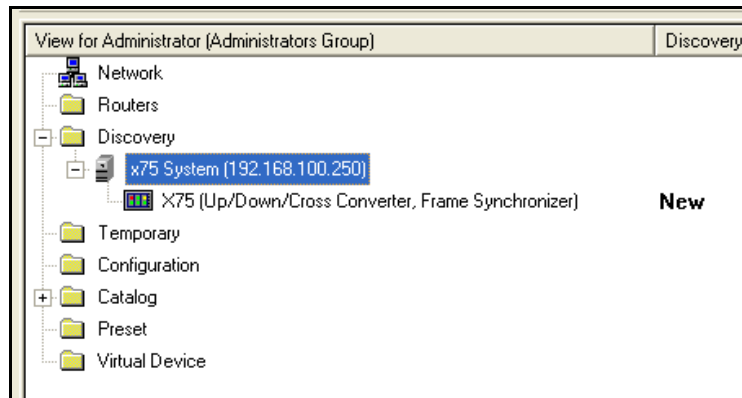 View for Administrator (Administrators Group) Discovery
Network
Routers
Discovery
x75 System (192.168.100.250)
X75 (Up/Down/Cross Converter, Frame Synchronizer) New
Temporary
Configuration
Catalog
Preset
Virtual Device